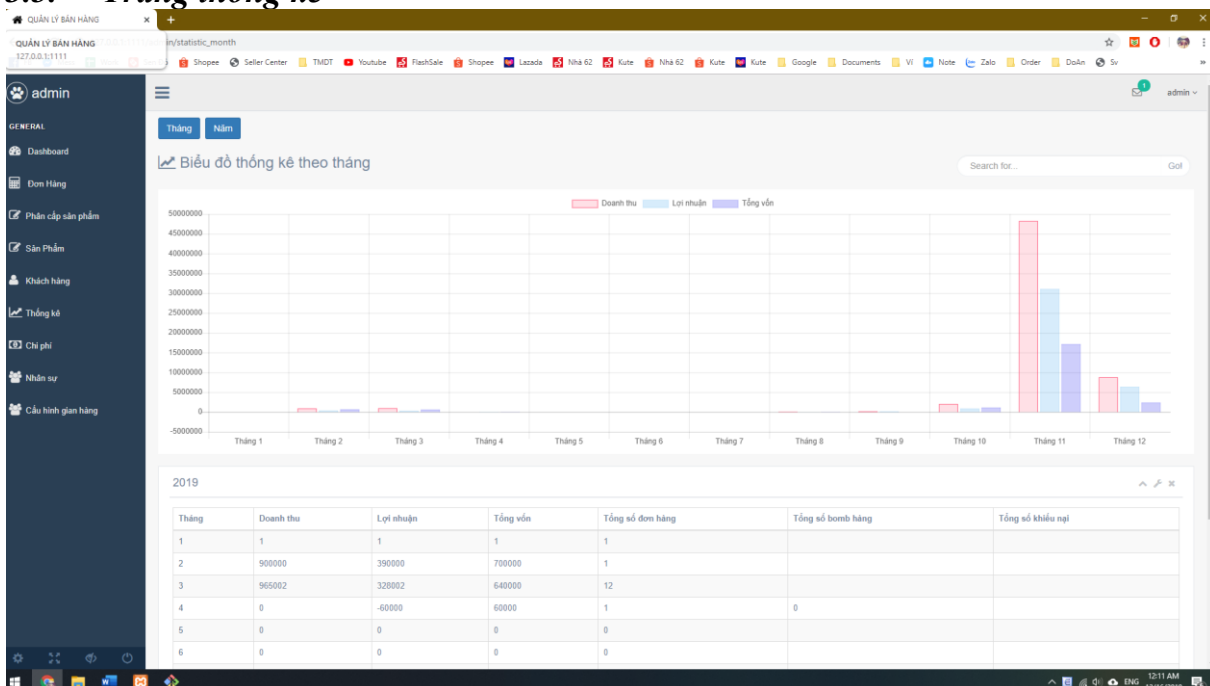 Trang thống kê
QUẢN LÝ BÁN HÀNG
QUẢN LÝ BÁN HÀNG
127.0.0.1:1111
in/statistic_month
Shopee Seller Center TMDT Youtube FlashSale Shopee Lazada Nhà 62 Kute Nhà 62 Kute Kute Google Documents Ví Note Zalo Order DoAn Sv »
admin
1
admin
GENERAL
Dashboard
Đơn Hàng
Phân cấp sản phẩm
Sản Phẩm
Khách hàng
Thống kê
Chi phí
Nhân sự
Cấu hình gian hàng
Tháng Năm
Biểu đồ thống kê theo tháng
Search for... Go!
Doanh thu Lợi nhuận Tổng vốn
50000000
45000000
40000000
35000000
30000000
25000000
20000000
15000000
10000000
5000000
0
-5000000
Tháng 1 Tháng 2 Tháng 3 Tháng 4 Tháng 5 Tháng 6 Tháng 7 Tháng 8 Tháng 9 Tháng 10 Tháng 11 Tháng 12
2019
Tháng Doanh thu Lợi nhuận Tổng vốn Tổng số đơn hàng Tổng số bomb hàng Tổng số khiếu nại
1 1 1 1 1
2 900000 390000 700000 1
3 965002 328002 640000 12
4 0 -60000 60000 1 0
5 0 0 0 0
6 0 0 0 0
ENG
12:11 AM